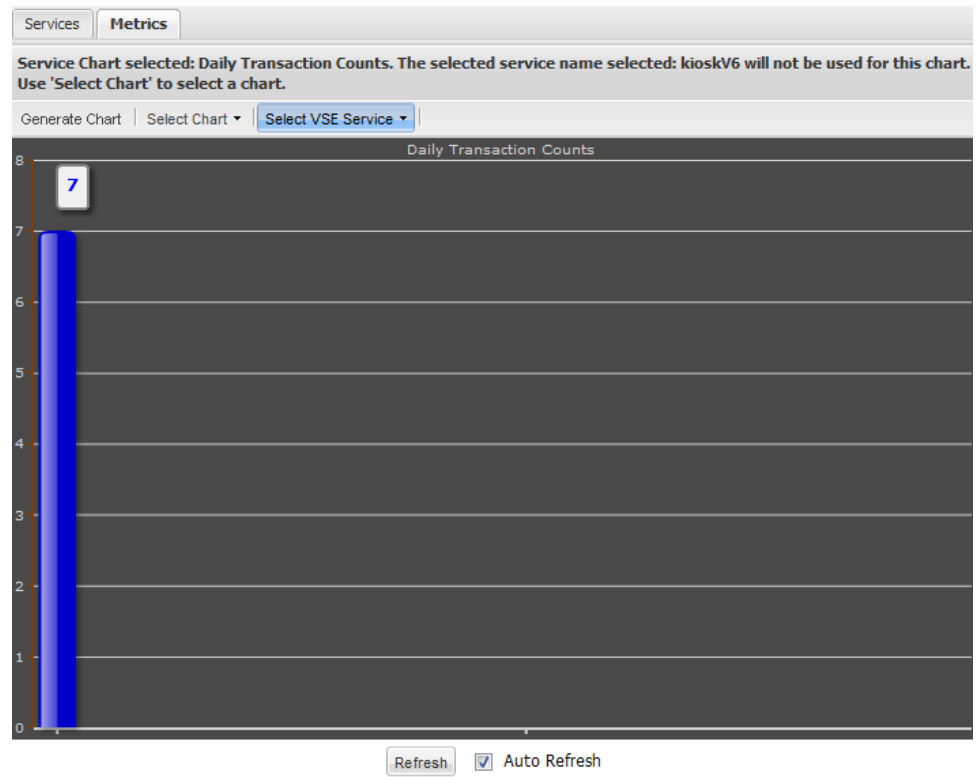 Services Metrics
Service Chart selected: Daily Transaction Counts. The selected service name selected: kioskV6 will not be used for this chart.
Use 'Select Chart' to select a chart.
Generate Chart Select Chart Select VSE Service
Daily Transaction Counts
8
7
7
6
5
4
3
2
1
0
Refresh Auto Refresh